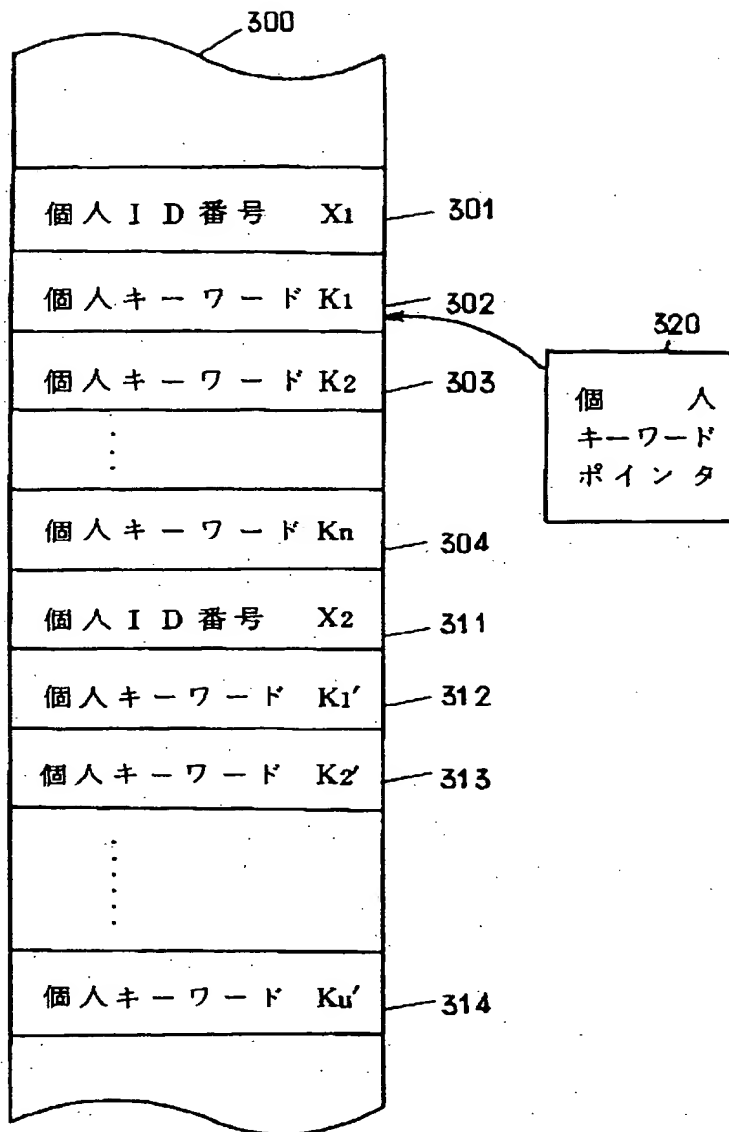 300
個人ID番号 X1
301
個人キーワード K1
302
320
個人キーワード K2
303
個人
キーワード
ポインタ
個人キーワード Kn
304
個人ID番号 X2
311
個人キーワード K1′
312
個人キーワード K2′
313
個人キーワード Ku′
314